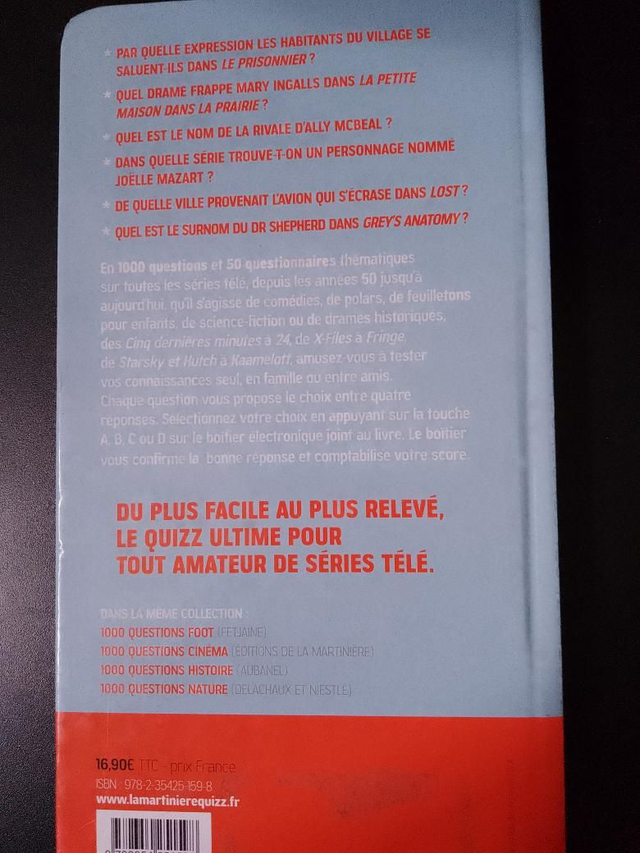 * PAR QUELLE EXPRESSION LES HABITANTS DU VILLAGE SE
SALUENT-ILS DANS LE PRISONNIER ?
* QUEL DRAME FRAPPE MARY INGALLS DANS LA PETITE
MAISON DANS LA PRAIRIE ?
* QUEL EST LE NOM DE LA RIVALE D'ALLY MCBEAL ?
* DANS QUELLE SÉRIE TROUVE-T-ON UN PERSONNAGE NOMMÉ
JOËLLE MAZART ?
* DE QUELLE VILLE PROVENAIT L'AVION QUI S'ÉCRASE DANS LOST ?
* QUEL EST LE SURNOM DU DR SHEPHERD DANS GREY'S ANATOMY ?
En 1000 questions et 50 questionnaires thématiques
sur toutes les séries télé, depuis les années 50 jusqu'à
aujourd'hui, qu'il s'agisse de comédies, de polars, de feuilletons
pour enfants, de science-fiction ou de drames historiques,
des Cinq dernières minutes à 24, de X-Files à Fringe,
de Starsky et Hutch à Kaamelott, amusez-vous à tester
vos connaissances seul, en famille ou entre amis.
Chaque question vous propose le choix entre quatre
réponses. Sélectionnez votre choix en appuyant sur la touche
A, B, C ou D sur le boîtier électronique joint au livre. Le boîtier
vous confirme la bonne réponse et comptabilise votre score.
DU PLUS FACILE AU PLUS RELEVÉ,
LE QUIZZ ULTIME POUR
TOUT AMATEUR DE SÉRIES TÉLÉ.
DANS LA MÊME COLLECTION :
1000 QUESTIONS FOOT (FETJAINE)
1000 QUESTIONS CINÉMA (ÉDITIONS DE LA MARTINIÈRE)
1000 QUESTIONS HISTOIRE (AUBANEL)
1000 QUESTIONS NATURE (DELACHAUX ET NIESTLÉ)
16,90€ TTC - prix France
ISBN : 978-2-35425-159-8
www.lamartinierequizz.fr